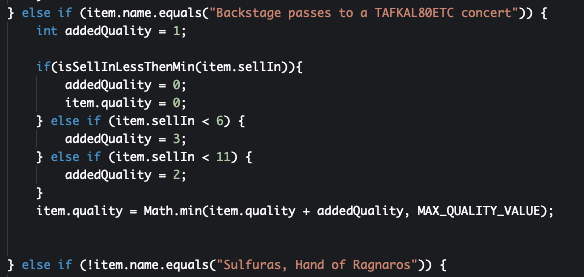 } else if (item.name.equals("Backstage passes to a TAFKAL80ETC concert")) {
int addedQuality = 1;
if(isSellInLessThenMin(item.sellIn)){
addedQuality = 0;
item.quality = 0;
} else if (item.sellIn < 6) {
addedQuality = 3;
} else if (item.sellIn < 11) {
addedQuality = 2;
}
item.quality = Math.min(item.quality + addedQuality, MAX_QUALITY_VALUE);
} else if (!item.name.equals("Sulfuras, Hand of Ragnaros")) {